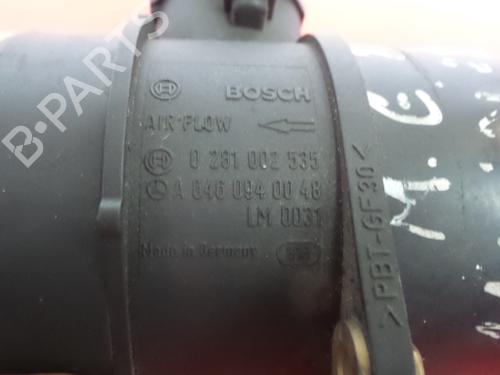 BOSCH
AIR FLOW
0 281 002 535
A 646 094 00 48
LM 0031
Made in Germany
>PBT-GF30<
B-PARTS